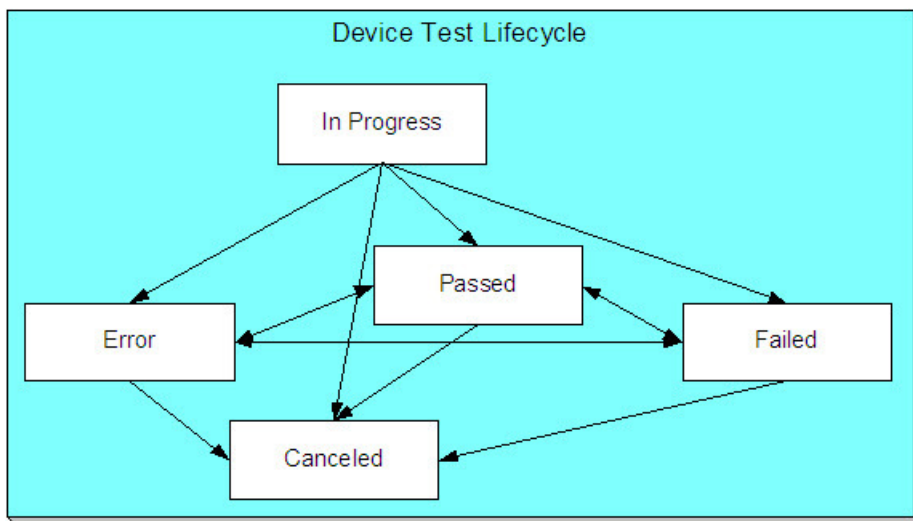 Device Test Lifecycle
In Progress
Passed
Error
Failed
Canceled